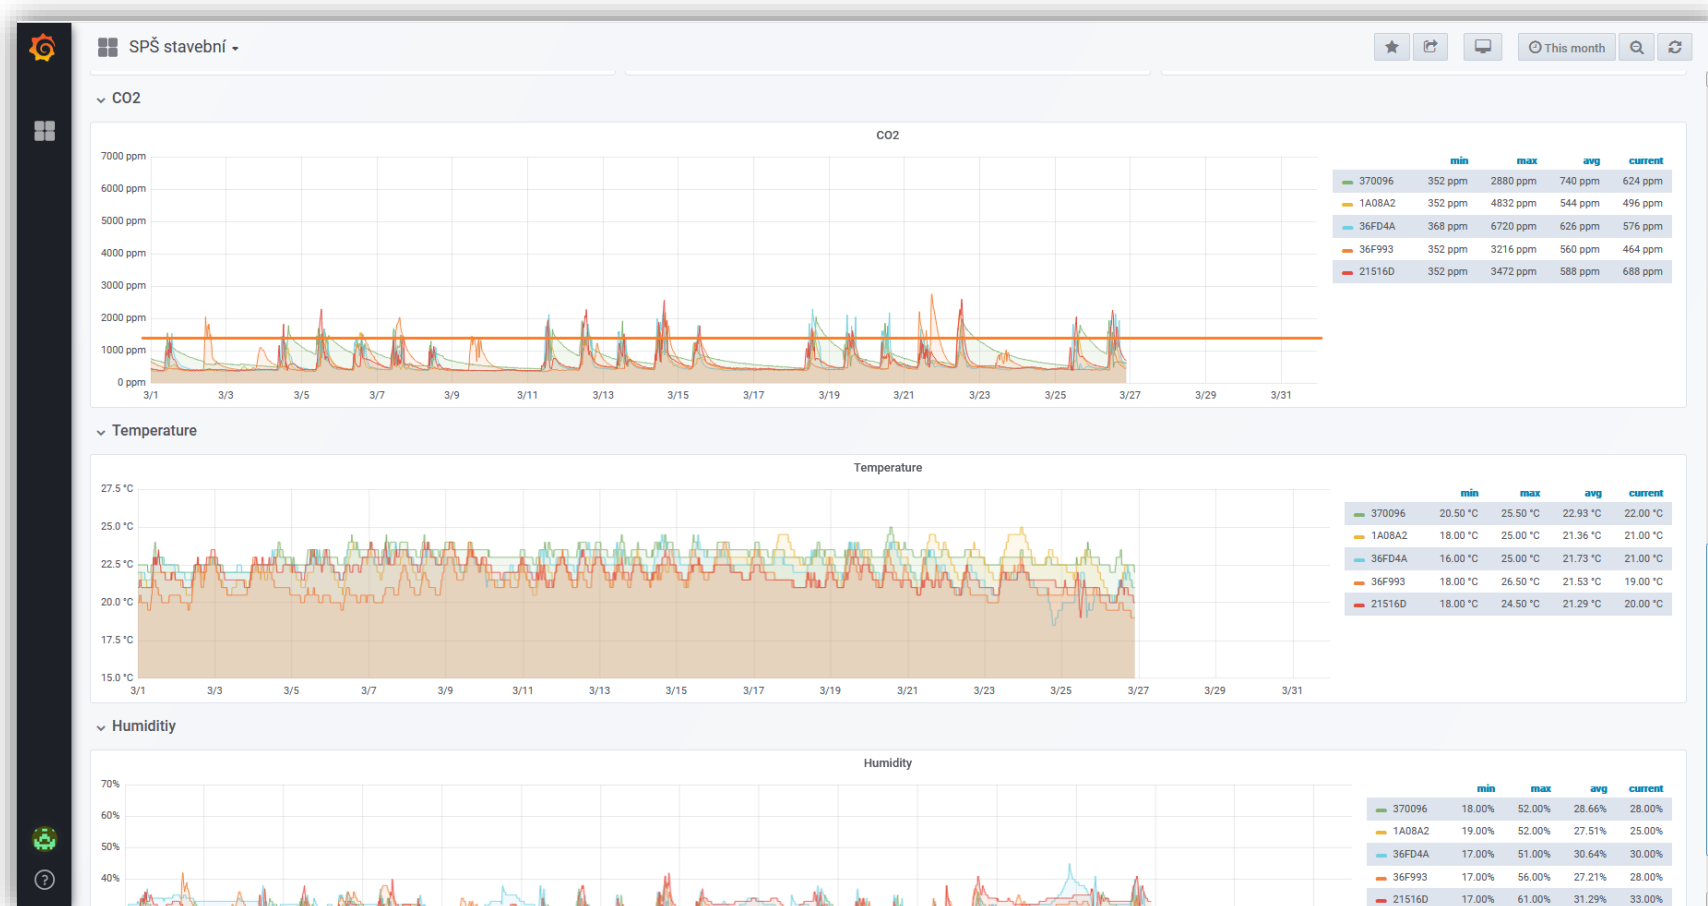 SPŠ stavební
This month
CO2
CO2
7000 ppm
6000 ppm
5000 ppm
4000 ppm
3000 ppm
2000 ppm
1000 ppm
0 ppm
3/1 3/3 3/5 3/7 3/9 3/11 3/13 3/15 3/17 3/19 3/21 3/23 3/25 3/27 3/29 3/31
min max avg current
370096 352 ppm 2880 ppm 740 ppm 624 ppm
1A08A2 352 ppm 4832 ppm 544 ppm 496 ppm
36FD4A 368 ppm 6720 ppm 626 ppm 576 ppm
36F993 352 ppm 3216 ppm 560 ppm 464 ppm
21516D 352 ppm 3472 ppm 588 ppm 688 ppm
Temperature
Temperature
27.5 °C
25.0 °C
22.5 °C
20.0 °C
17.5 °C
15.0 °C
3/1 3/3 3/5 3/7 3/9 3/11 3/13 3/15 3/17 3/19 3/21 3/23 3/25 3/27 3/29 3/31
min max avg current
370096 20.50 °C 25.50 °C 22.93 °C 22.00 °C
1A08A2 18.00 °C 25.00 °C 21.36 °C 21.00 °C
36FD4A 16.00 °C 25.00 °C 21.73 °C 21.00 °C
36F993 18.00 °C 26.50 °C 21.53 °C 19.00 °C
21516D 18.00 °C 24.50 °C 21.29 °C 20.00 °C
Humiditiy
Humidity
70%
60%
50%
40%
min max avg current
370096 18.00% 52.00% 28.66% 28.00%
1A08A2 19.00% 52.00% 27.51% 25.00%
36FD4A 17.00% 51.00% 30.64% 30.00%
36F993 17.00% 56.00% 27.21% 28.00%
21516D 17.00% 61.00% 31.29% 33.00%